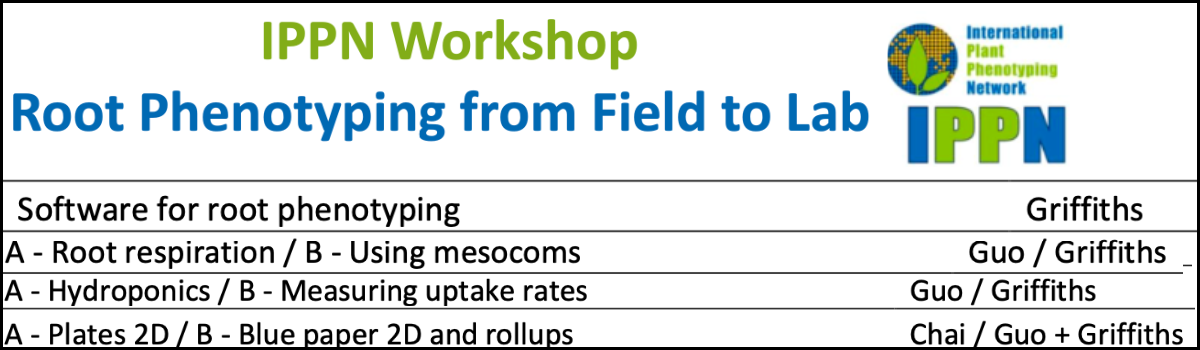 IPPN Workshop
Root Phenotyping from Field to Lab
International
Plant
Phenotyping
Network
IPPN
Software for root phenotyping Griffiths
A - Root respiration / B - Using mesocoms Guo / Griffiths _
A - Hydroponics / B - Measuring uptake rates Guo / Griffiths
A - Plates 2D / B - Blue paper 2D and rollups Chai / Guo + Griffiths